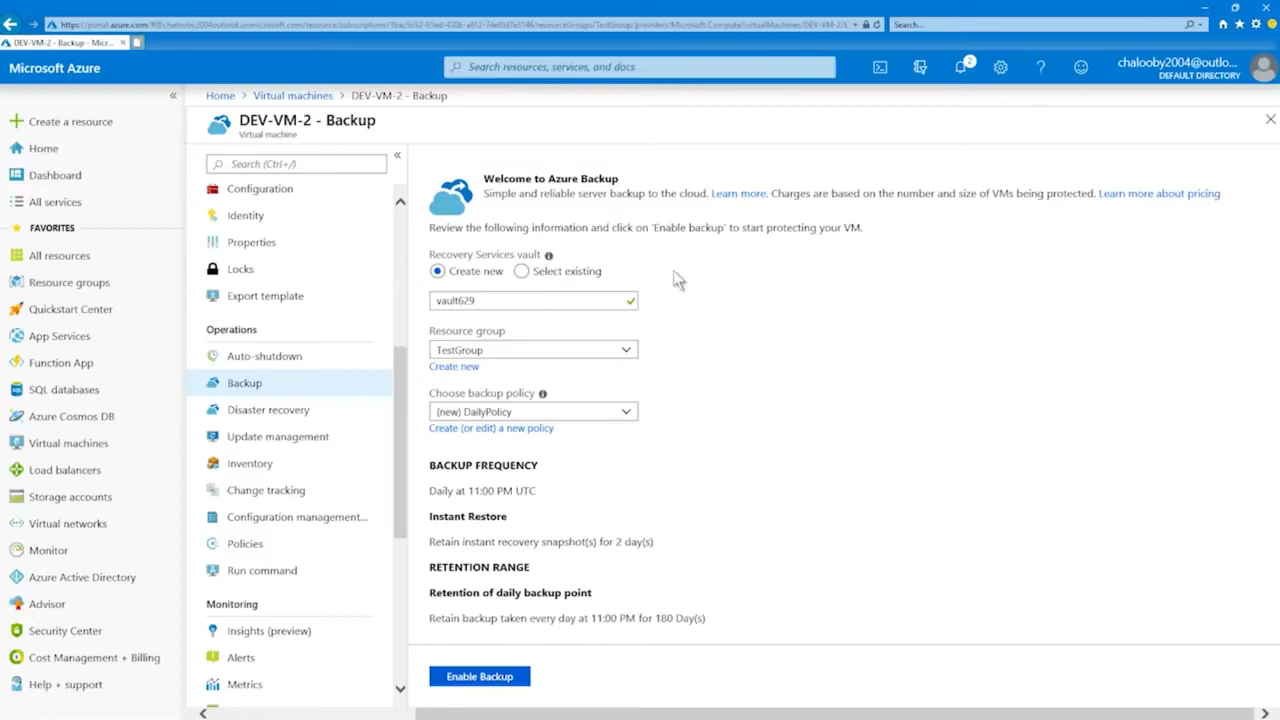 Search...
DEV-VM-2 - Backup - Micr...
Microsoft Azure
Search resources, services, and docs
2
chalooby2004@outlo...
DEFAULT DIRECTORY
Home > Virtual machines > DEV-VM-2 - Backup
DEV-VM-2 - Backup
Virtual machine
Create a resource
Home
Dashboard
All services
FAVORITES
All resources
Resource groups
Quickstart Center
App Services
Function App
SQL databases
Azure Cosmos DB
Virtual machines
Load balancers
Storage accounts
Virtual networks
Monitor
Azure Active Directory
Advisor
Security Center
Cost Management + Billing
Help + support
Search (Ctrl+/)
Configuration
Identity
Properties
Locks
Export template
Operations
Auto-shutdown
Backup
Disaster recovery
Update management
Inventory
Change tracking
Configuration management...
Policies
Run command
Monitoring
Insights (preview)
Alerts
Metrics
Welcome to Azure Backup
Simple and reliable server backup to the cloud. Learn more. Charges are based on the number and size of VMs being protected. Learn more about pricing
Review the following information and click on 'Enable backup' to start protecting your VM.
Recovery Services vault
Create new Select existing
vault629
Resource group
TestGroup
Create new
Choose backup policy
(new) DailyPolicy
Create (or edit) a new policy
BACKUP FREQUENCY
Daily at 11:00 PM UTC
Instant Restore
Retain instant recovery snapshot(s) for 2 day(s)
RETENTION RANGE
Retention of daily backup point
Retain backup taken every day at 11:00 PM for 180 Day(s)
Enable Backup